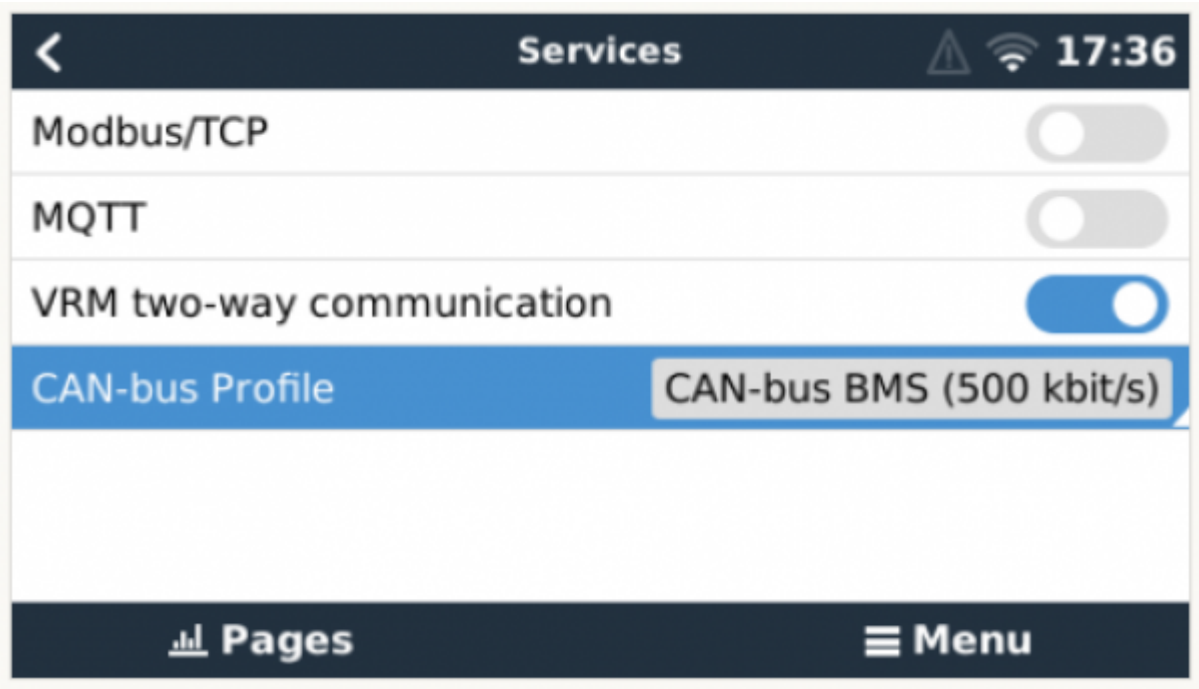 Services 17:36
Modbus/TCP
MQTT
VRM two-way communication
CAN-bus Profile CAN-bus BMS (500 kbit/s)
Pages Menu